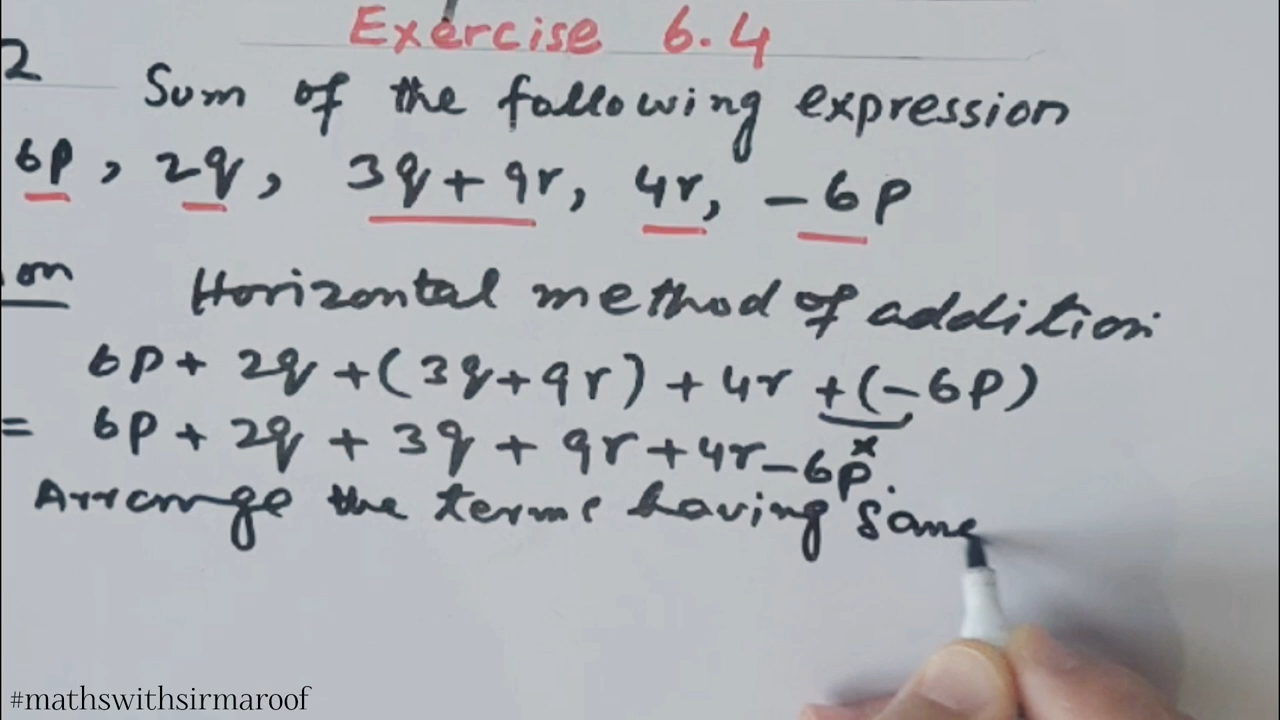 Exercise 6.4
2 Sum of the following expression
6p, 2q, 3q + 9r, 4r, -6p
on Horizontal method of addition
6p + 2q + (3q + 9r) + 4r + (-6p)
= 6p + 2q + 3q + 9r + 4r - 6p.
Arrange the terms having same
#mathswithsirmaroof